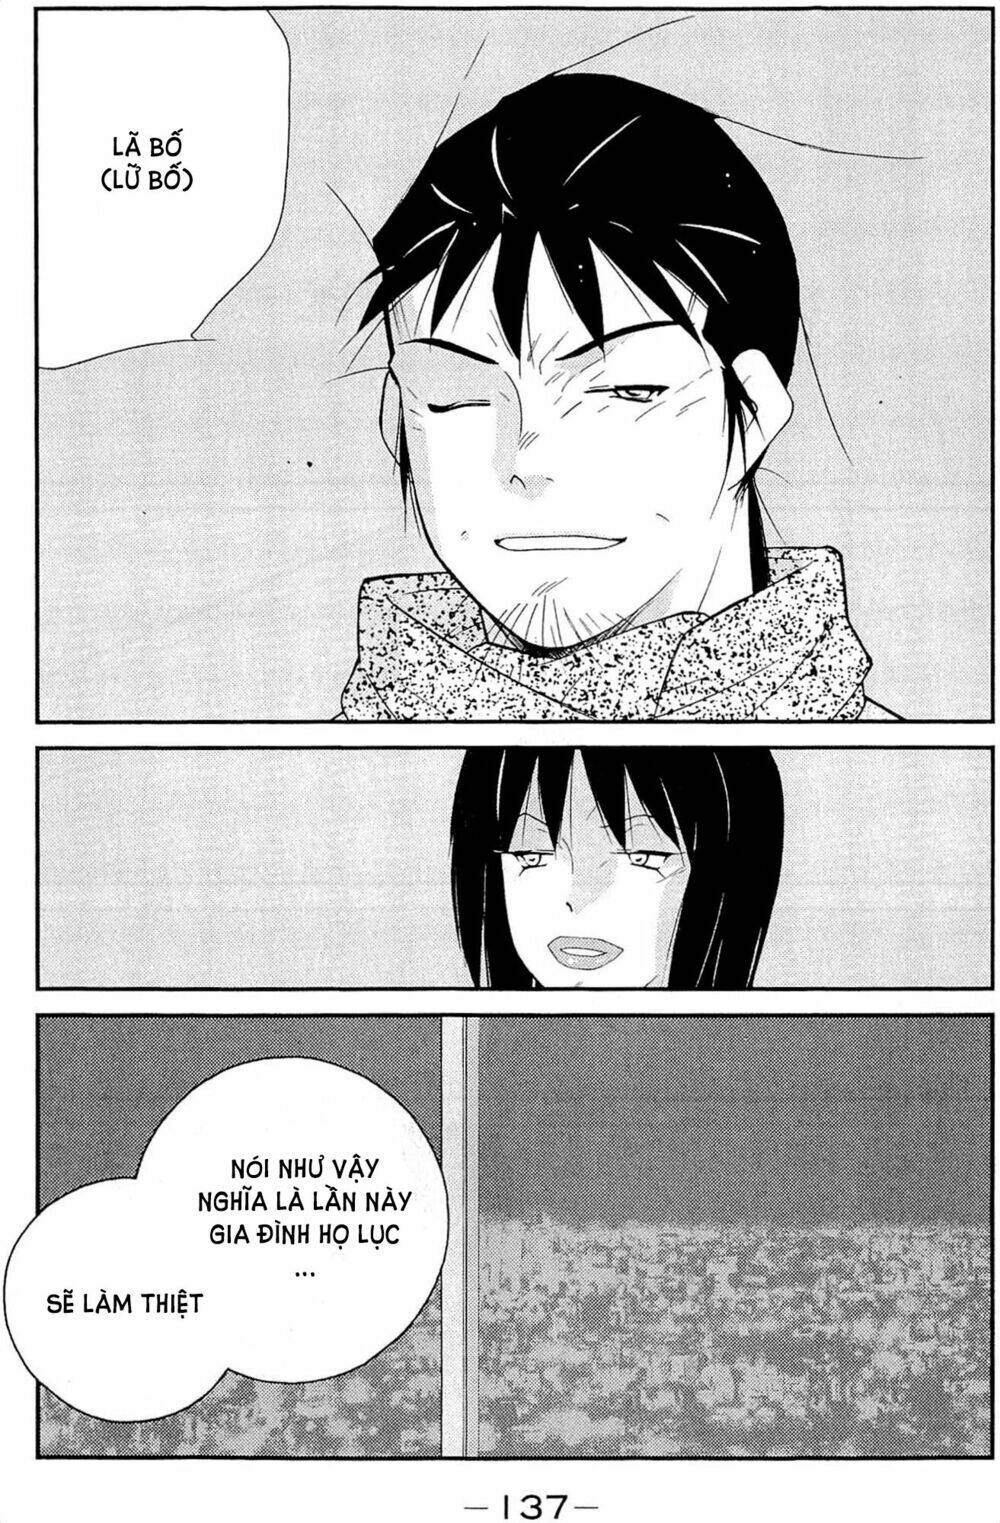 LÃ BỐ
(LỮ BỐ)
NÓI NHƯ VẬY
NGHĨA LÀ LẦN NÀY
GIA ĐÌNH HỌ LỤC
...
SẼ LÀM THIỆT
—137—